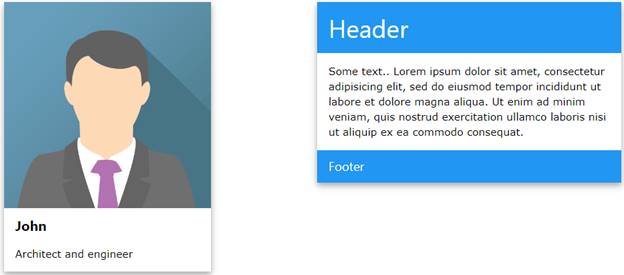 John
Architect and engineer
Header
Some text.. Lorem ipsum dolor sit amet, consectetur
adipisicing elit, sed do eiusmod tempor incididunt ut
labore et dolore magna aliqua. Ut enim ad minim
veniam, quis nostrud exercitation ullamco laboris nisi
ut aliquip ex ea commodo consequat.
Footer